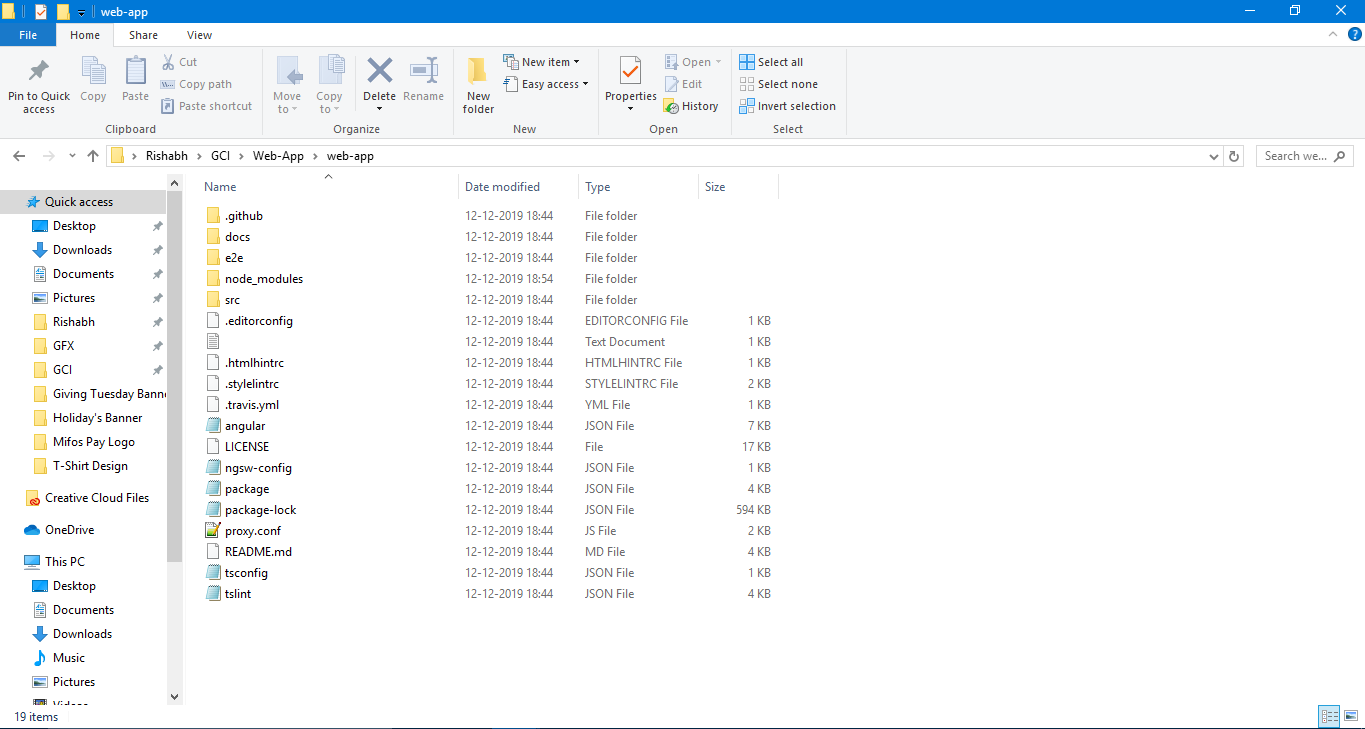 web-app
File Home Share View
Pin to Quick access
Copy
Paste
Cut
Copy path
Paste shortcut
Clipboard
Move to
Copy to
Delete
Rename
Organize
New folder
New item
Easy access
New
Properties
Open
Edit
History
Open
Select all
Select none
Invert selection
Select
Rishabh > GCI > Web-App > web-app
Search we...
Quick access
Desktop
Downloads
Documents
Pictures
Rishabh
GFX
GCI
Giving Tuesday Bann
Holiday's Banner
Mifos Pay Logo
T-Shirt Design
Creative Cloud Files
OneDrive
This PC
Desktop
Documents
Downloads
Music
Pictures
Videos
Name Date modified Type Size
.github 12-12-2019 18:44 File folder
docs 12-12-2019 18:44 File folder
e2e 12-12-2019 18:44 File folder
node_modules 12-12-2019 18:54 File folder
src 12-12-2019 18:44 File folder
.editorconfig 12-12-2019 18:44 EDITORCONFIG File 1 KB
12-12-2019 18:44 Text Document 1 KB
.htmlhintrc 12-12-2019 18:44 HTMLHINTRC File 1 KB
.stylelintrc 12-12-2019 18:44 STYLELINTRC File 2 KB
.travis.yml 12-12-2019 18:44 YML File 1 KB
angular 12-12-2019 18:44 JSON File 7 KB
LICENSE 12-12-2019 18:44 File 17 KB
ngsw-config 12-12-2019 18:44 JSON File 1 KB
package 12-12-2019 18:44 JSON File 4 KB
package-lock 12-12-2019 18:44 JSON File 594 KB
proxy.conf 12-12-2019 18:44 JS File 2 KB
README.md 12-12-2019 18:44 MD File 4 KB
tsconfig 12-12-2019 18:44 JSON File 1 KB
tslint 12-12-2019 18:44 JSON File 4 KB
19 items